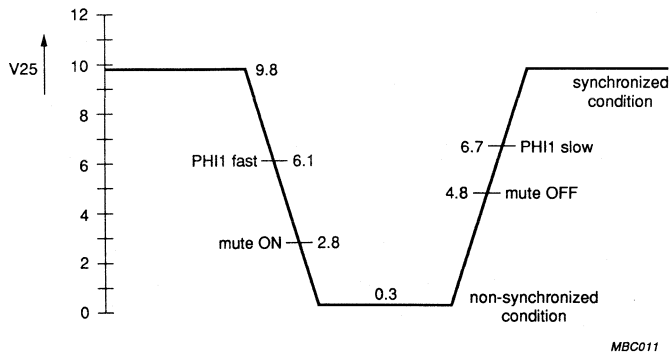 12
V25
10
9.8
synchronized
condition
8
6.7
PHI1 slow
PHI1 fast
6.1
6
4.8
mute OFF
4
mute ON
2.8
2
0.3
non-synchronized
condition
0
MBC011